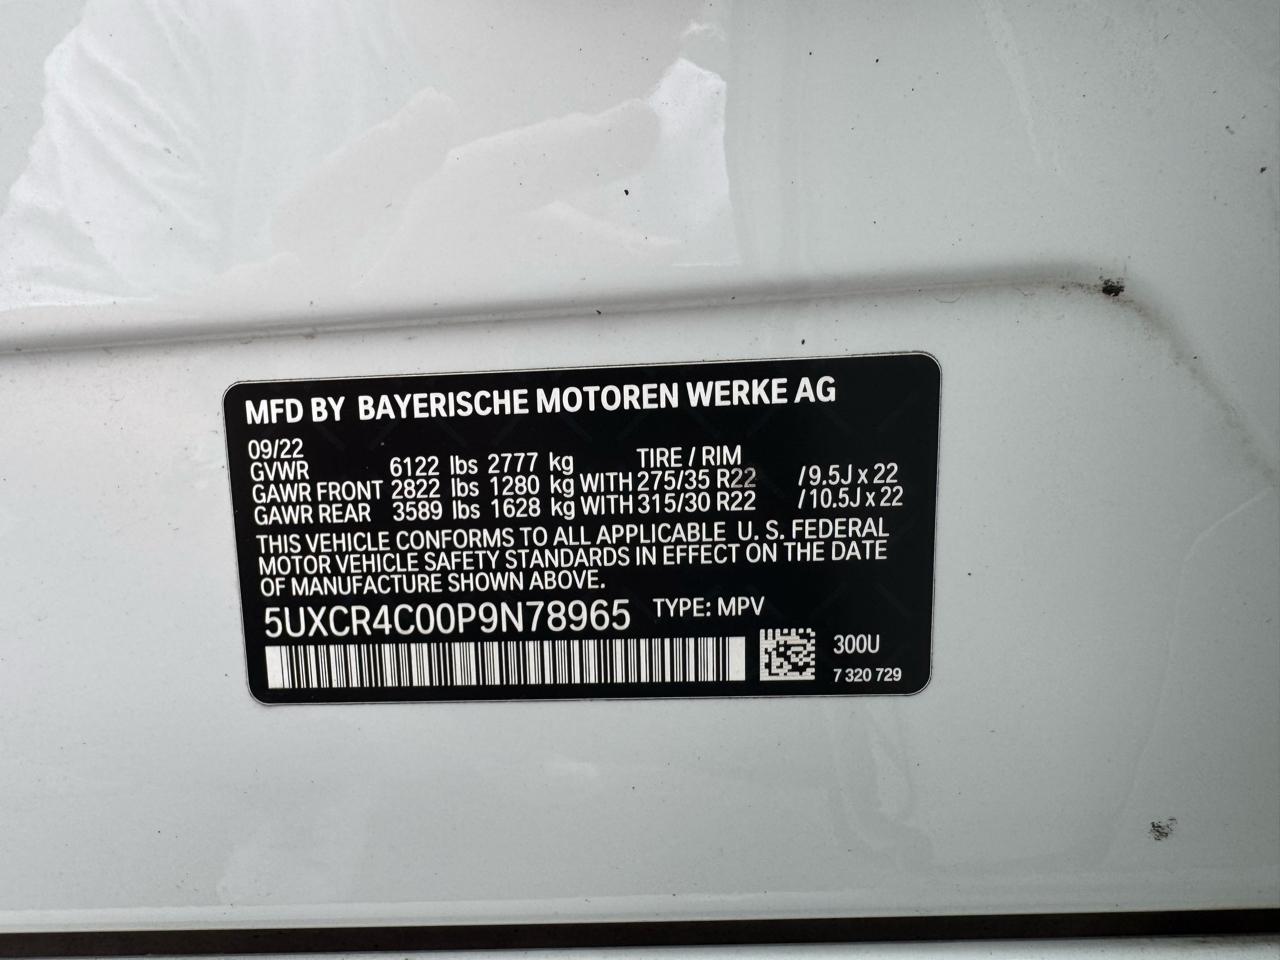 MFD BY BAYERISCHE MOTOREN WERKE AG
09/22
TIRE / RIM
GVWR 6122 lbs 2777 kg
GAWR FRONT 2822 lbs 1280 kg WITH 275/35 R22 /9.5J x 22
GAWR REAR 3589 lbs 1628 kg WITH 315/30 R22 /10.5J x 22
THIS VEHICLE CONFORMS TO ALL APPLICABLE U. S. FEDERAL
MOTOR VEHICLE SAFETY STANDARDS IN EFFECT ON THE DATE
OF MANUFACTURE SHOWN ABOVE.
5UXCR4C00P9N78965 TYPE: MPV
300U
7 320 729